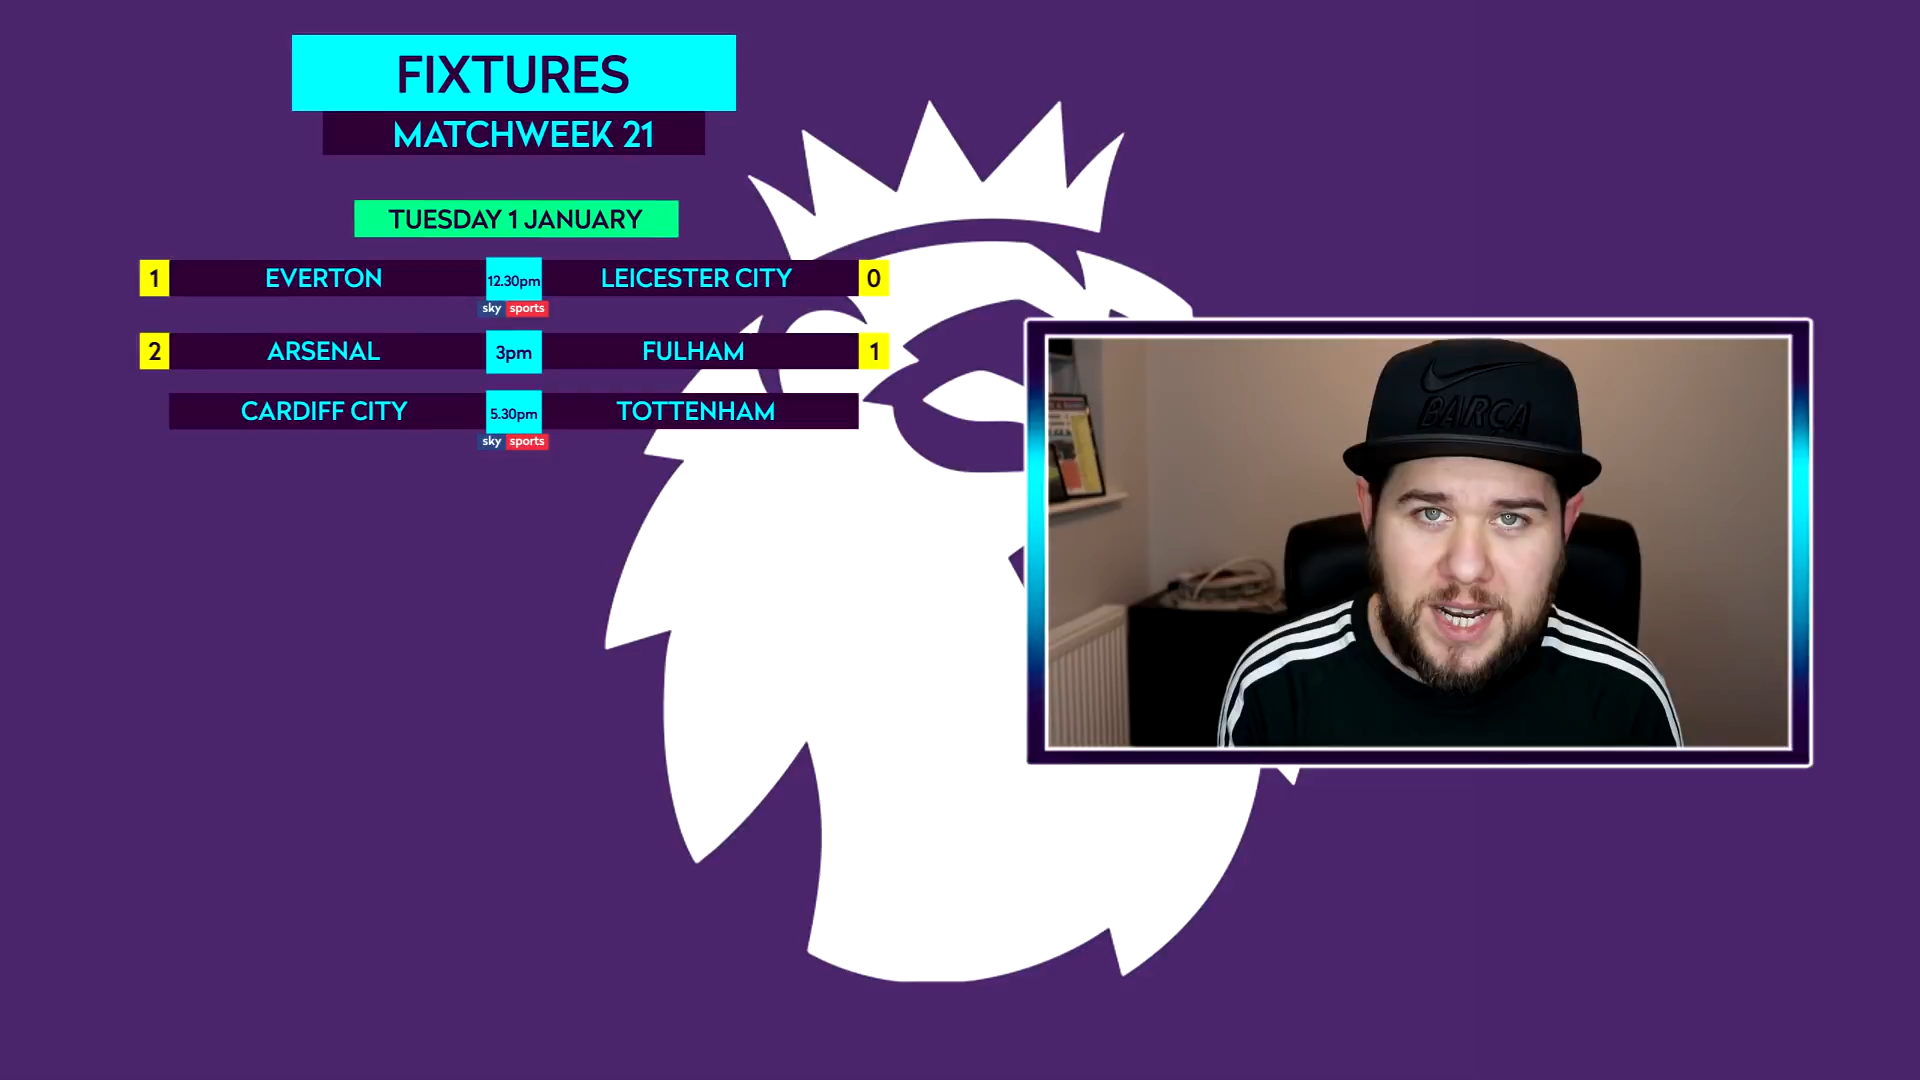 FIXTURES
MATCHWEEK 21
TUESDAY 1 JANUARY
1 EVERTON 12.30pm LEICESTER CITY 0
sky sports
2 ARSENAL 3pm FULHAM 1
CARDIFF CITY 5.30pm TOTTENHAM
sky sports
BARÇA